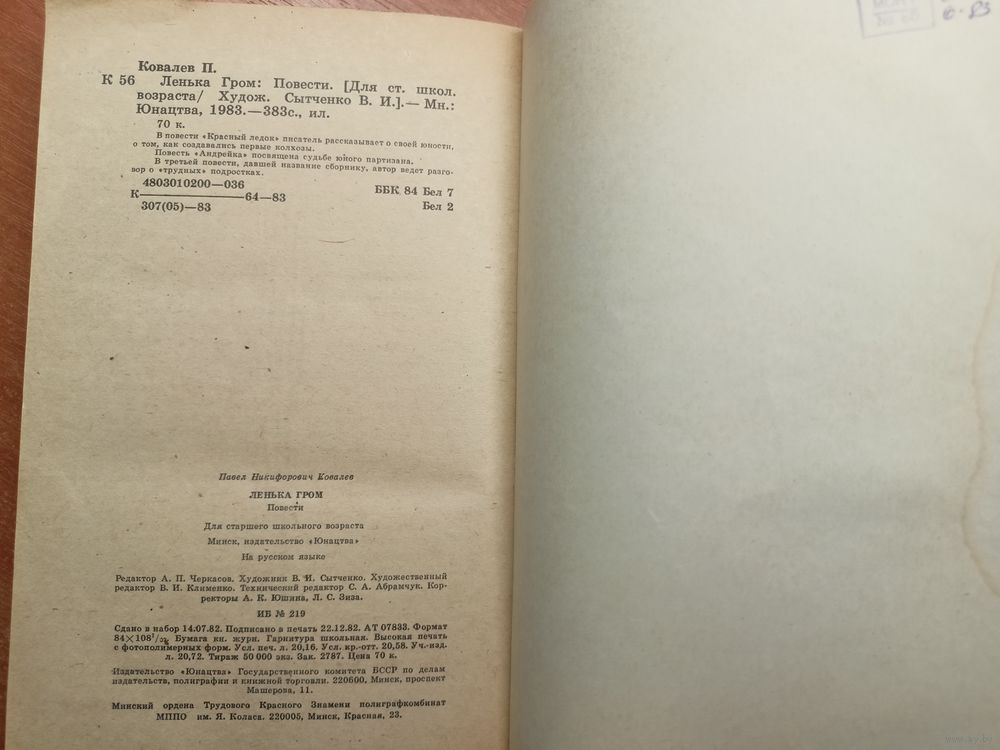 Ковалев П.
К 56 Ленька Гром: Повести. [Для ст. школ.
возраста/ Худож. Сытченко В. И.].— Мн.:
Юнацтва, 1983.—383с., ил.
70 к.
В повести «Красный ледок» писатель рассказывает о своей юности,
о том, как создавались первые колхозы.
Повесть «Андрейка» посвящена судьбе юного партизана.
В третьей повести, давшей название сборнику, автор ведет разго-
вор о «трудных» подростках.
4803010200—036
К————————64—83
307(05)—83
ББК 84 Бел 7
Бел 2
Павел Никифорович Ковалев
ЛЕНЬКА ГРОМ
Повести
Для старшего школьного возраста
Минск, издательство «Юнацтва»
На русском языке
Редактор А. П. Черкасов. Художник В. И. Сытченко. Художественный
редактор В. И. Клименко. Технический редактор С. А. Абрамчук. Кор-
ректоры А. К. Юшина, Л. С. Зиза.
ИБ № 219
Сдано в набор 14.07.82. Подписано в печать 22.12.82. АТ 07833. Формат
84×108¹/₃₂ Бумага кн. журн. Гарнитура школьная. Высокая печать
с фотополимерных форм. Усл. печ. л. 20,16. Усл. кр.-отт. 20,58. Уч.-изд.
л. 20,72. Тираж 50 000 экз. Зак. 2787. Цена 70 к.
Издательство «Юнацтва» Государственного комитета БССР по делам
издательств, полиграфии и книжной торговли. 220600, Минск, проспект
Машерова, 11.
Минский ордена Трудового Красного Знамени полиграфкомбинат
МППО им. Я. Коласа. 220005, Минск, Красная, 23.
www.ay.by